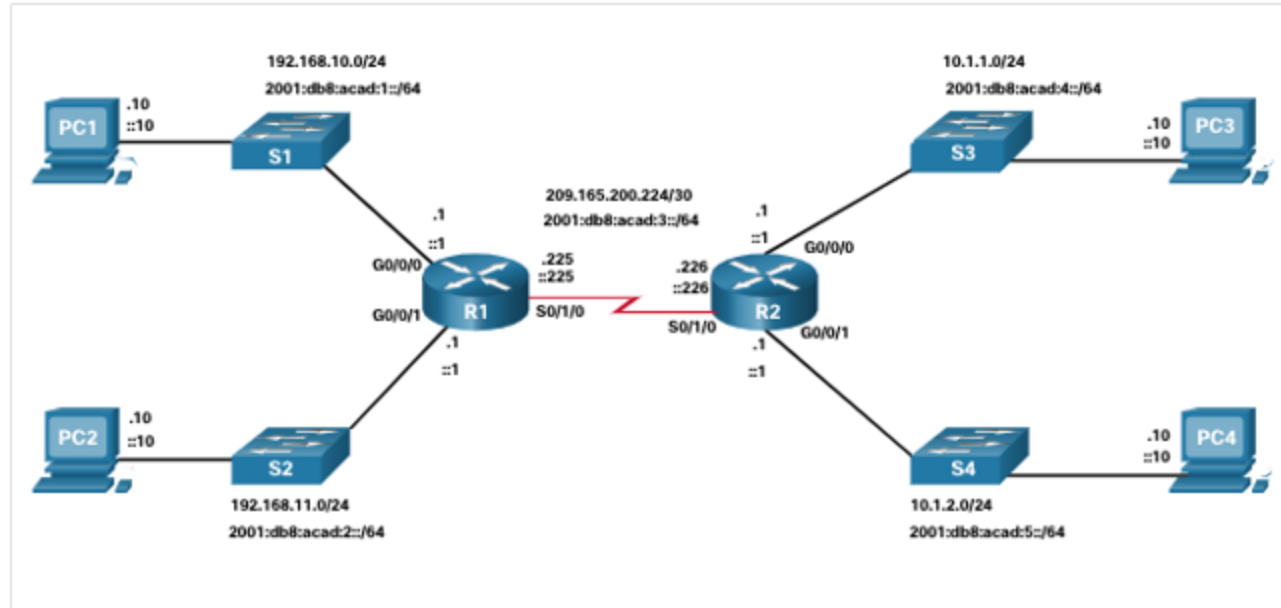 192.168.10.0/24
2001:db8:acad:1::/64
10.1.1.0/24
2001:db8:acad:4::/64
PC1
.10
::10
S1
S3
.10
::10
PC3
209.165.200.224/30
2001:db8:acad:3::/64
.1
::1
G0/0/0
.1
::1
G0/0/0
.225
::225
.226
::226
R1
R2
G0/0/1
S0/1/0
S0/1/0
G0/0/1
.1
::1
.1
::1
PC2
.10
::10
S2
S4
.10
::10
PC4
192.168.11.0/24
2001:db8:acad:2::/64
10.1.2.0/24
2001:db8:acad:5::/64